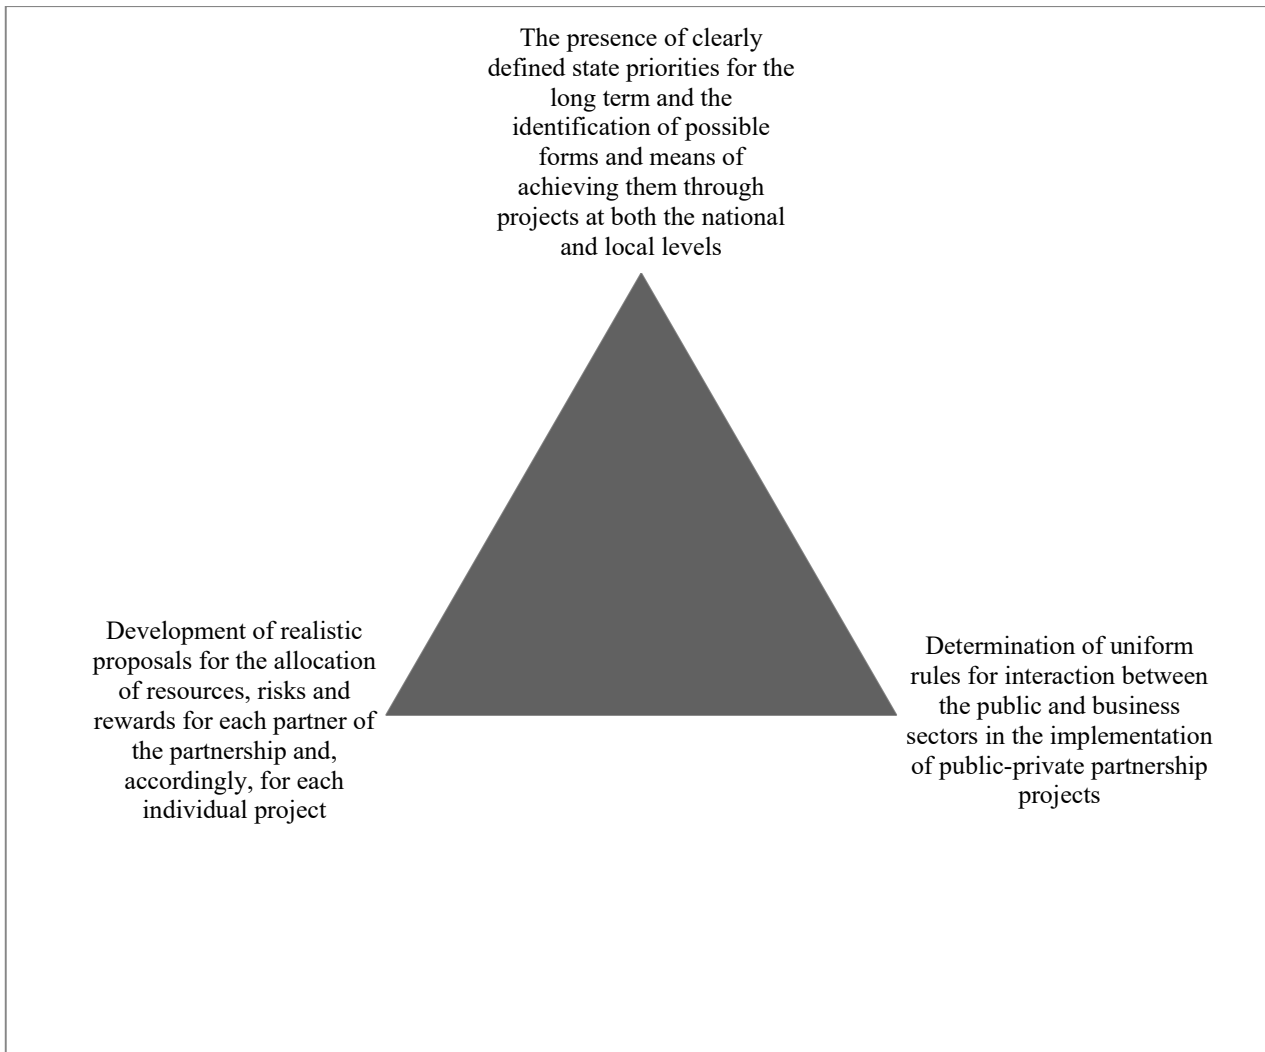 The presence of clearly
defined state priorities for the
long term and the
identification of possible
forms and means of
achieving them through
projects at both the national
and local levels
Development of realistic
proposals for the allocation
of resources, risks and
rewards for each partner of
the partnership and,
accordingly, for each
individual project
Determination of uniform
rules for interaction between
the public and business
sectors in the implementation
of public-private partnership
projects